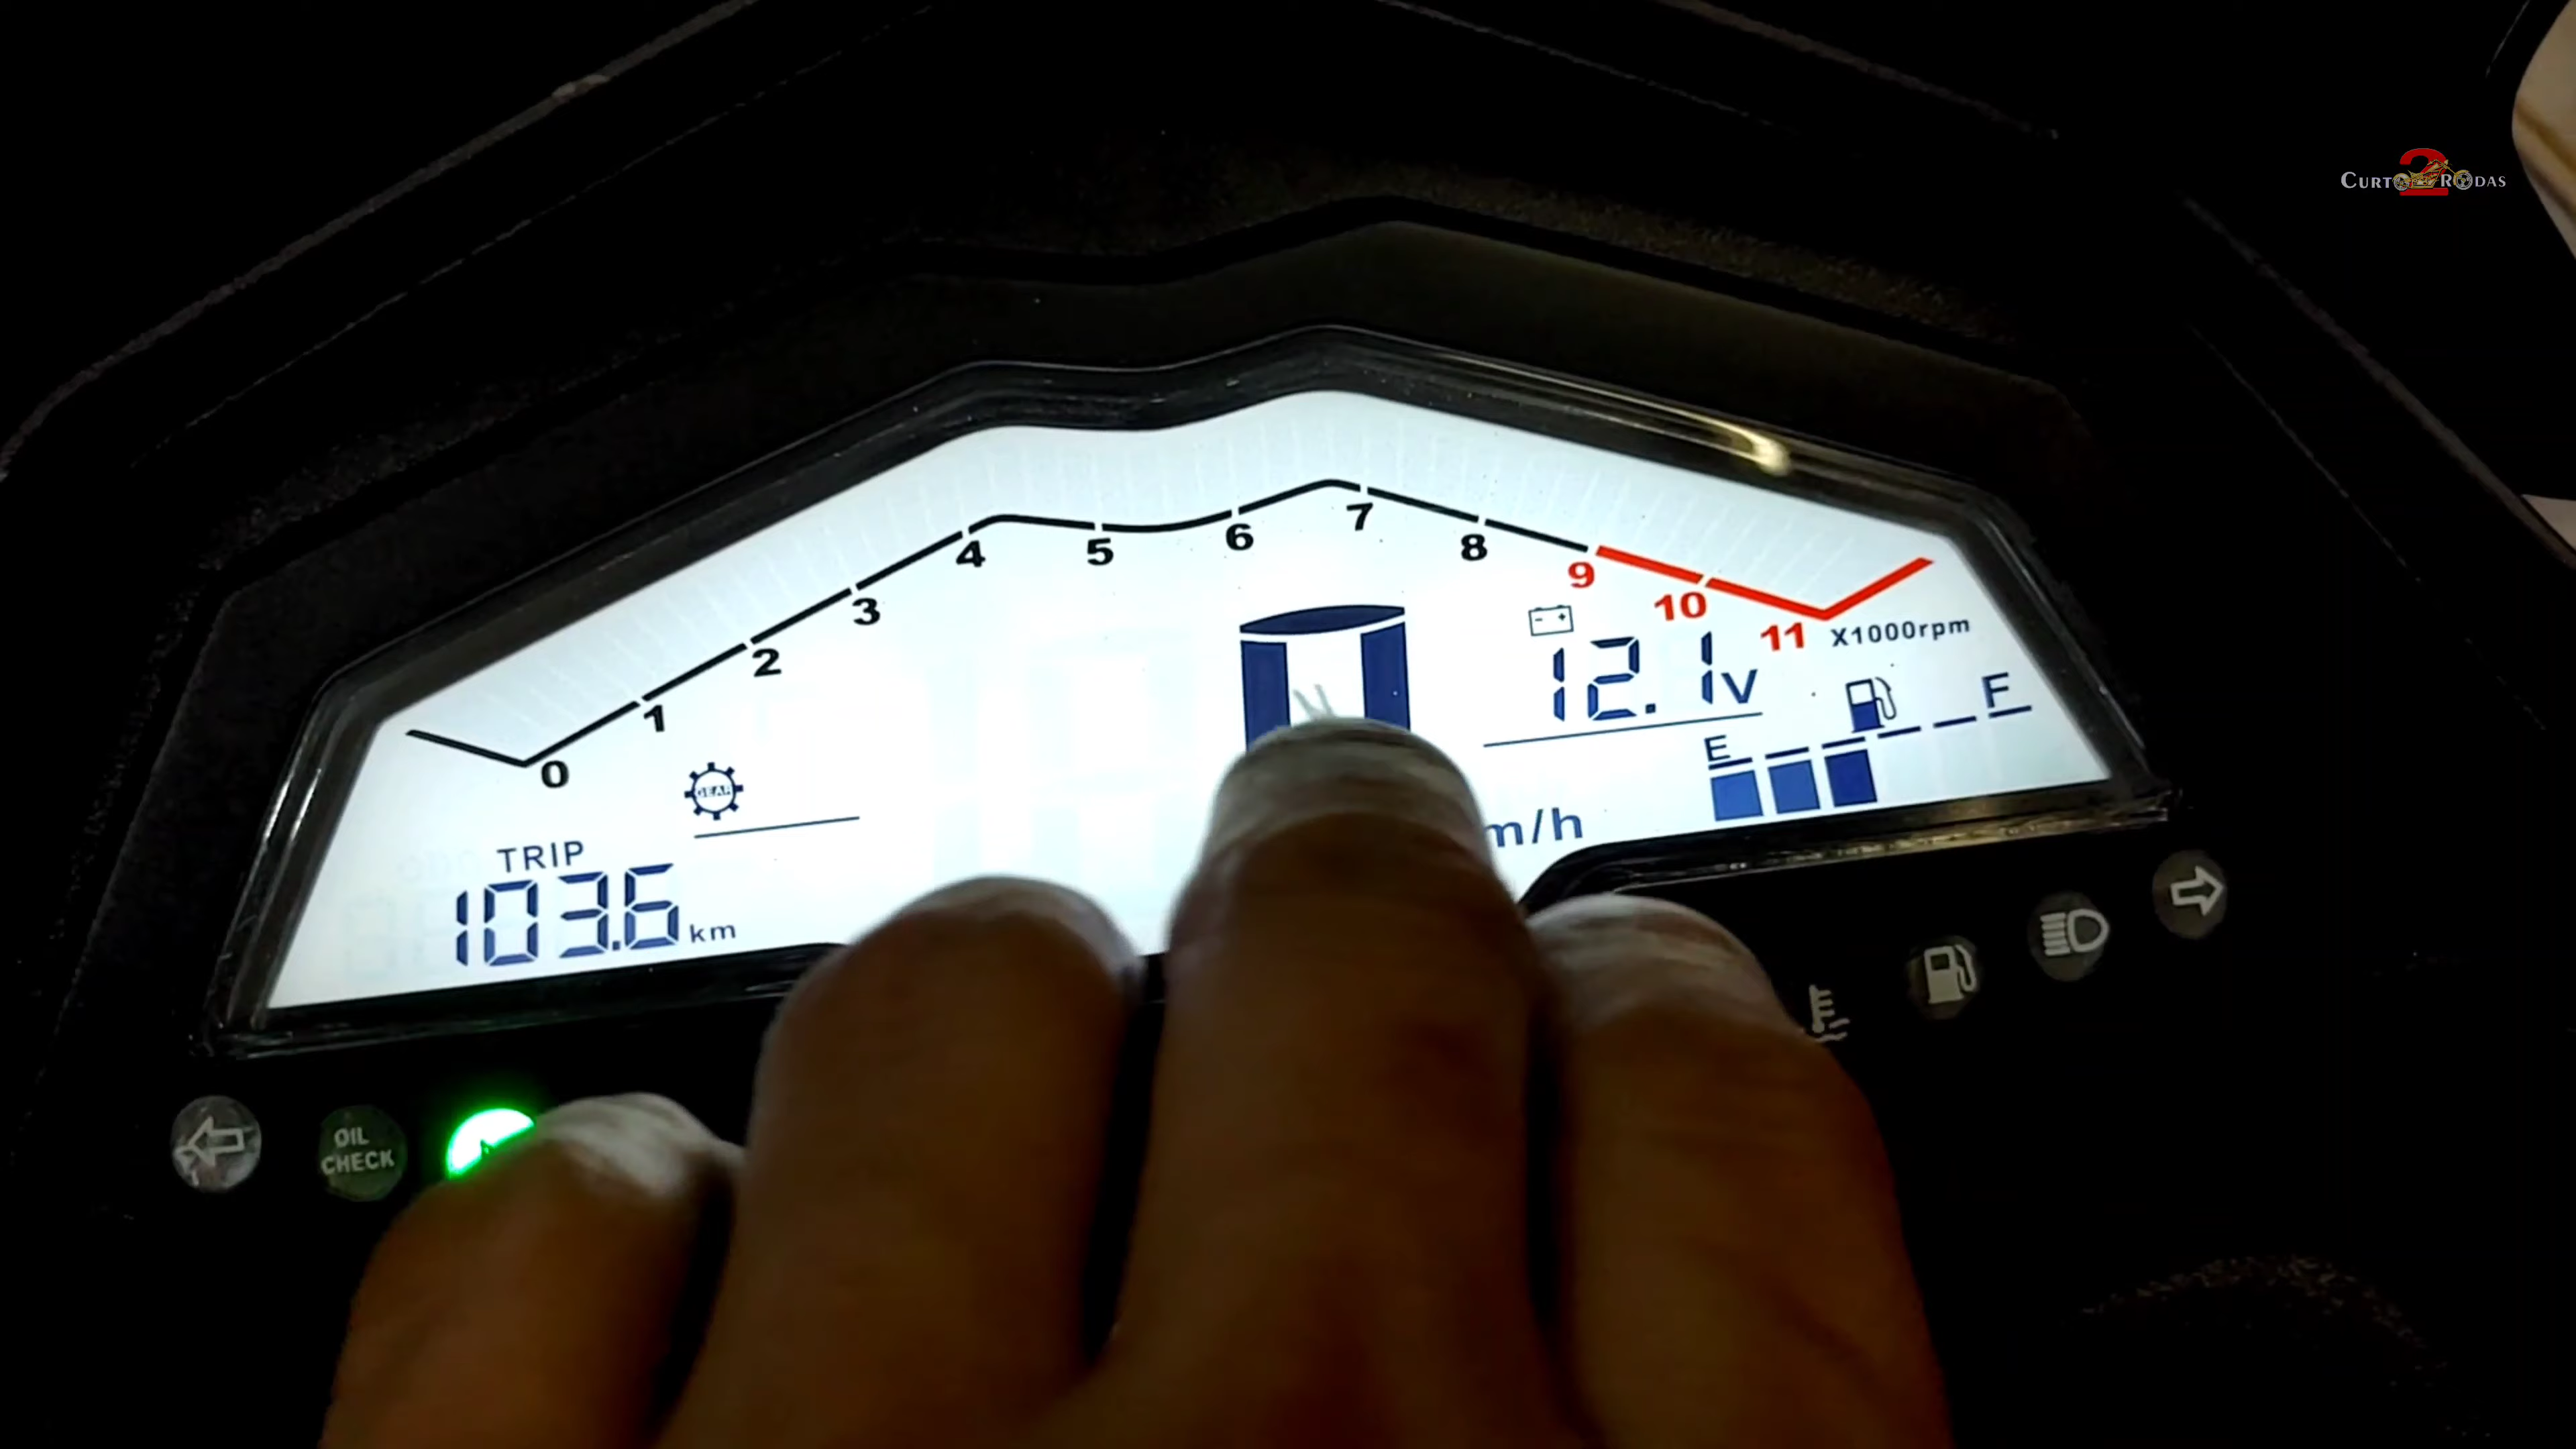 CURTO 2 RODAS
0 1 2 3 4 5 6 7 8 9 10 11
X1000rpm
12.1V
E F
GEAR
m/h
TRIP
103.6 km
OIL
CHECK